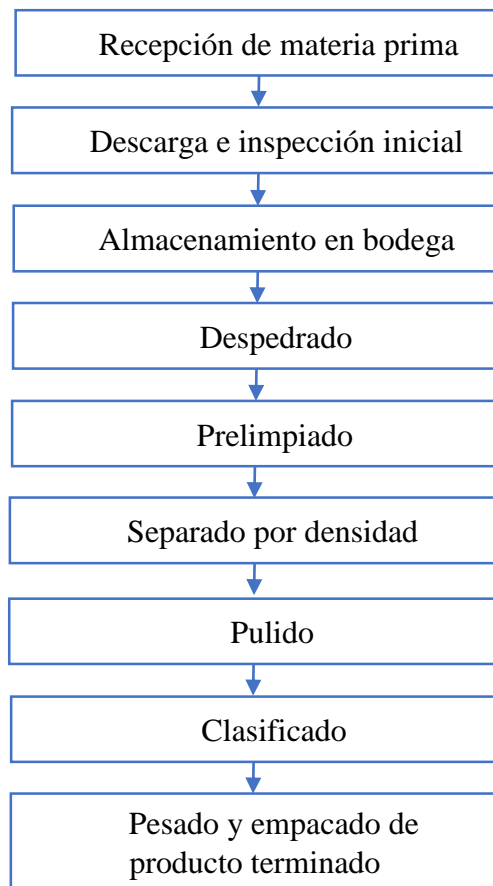 Recepción de materia prima
Descarga e inspección inicial
Almacenamiento en bodega
Despedrado
Prelimpiado
Separado por densidad
Pulido
Clasificado
Pesado y empacado de
producto terminado